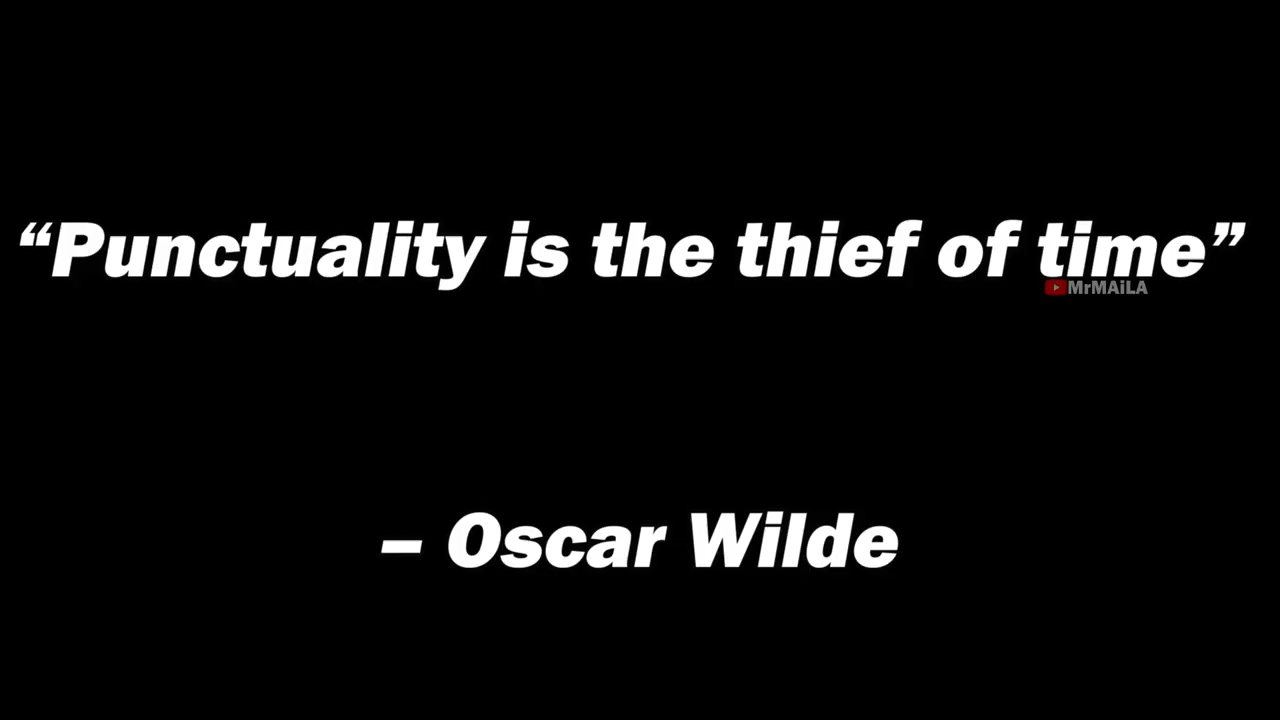 “Punctuality is the thief of time”
MrMAiLA
– Oscar Wilde